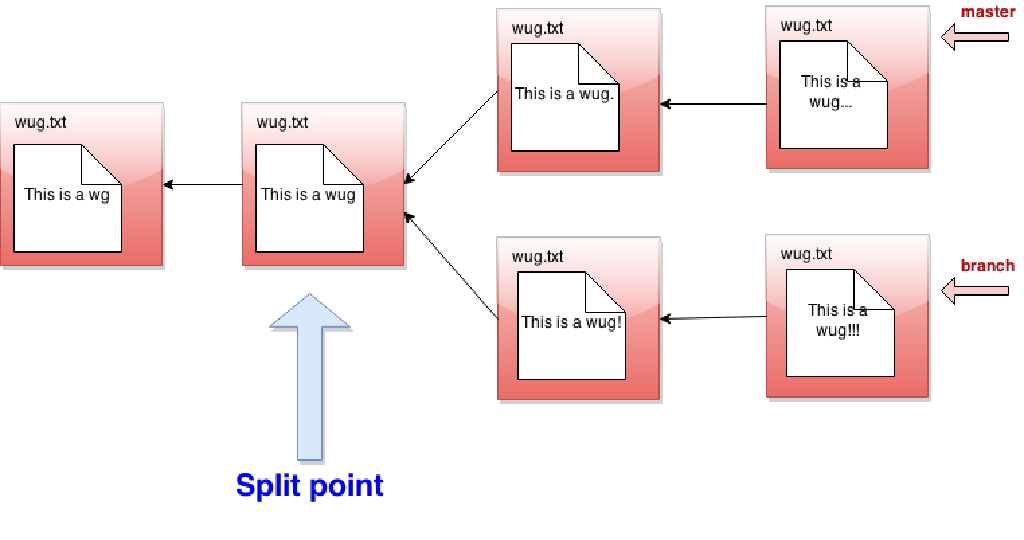 wug.txt
This is a wg
wug.txt
This is a wug
wug.txt
This is a wug.
wug.txt
This is a
wug...
master
wug.txt
This is a wug!
wug.txt
This is a
wug!!!
branch
Split point